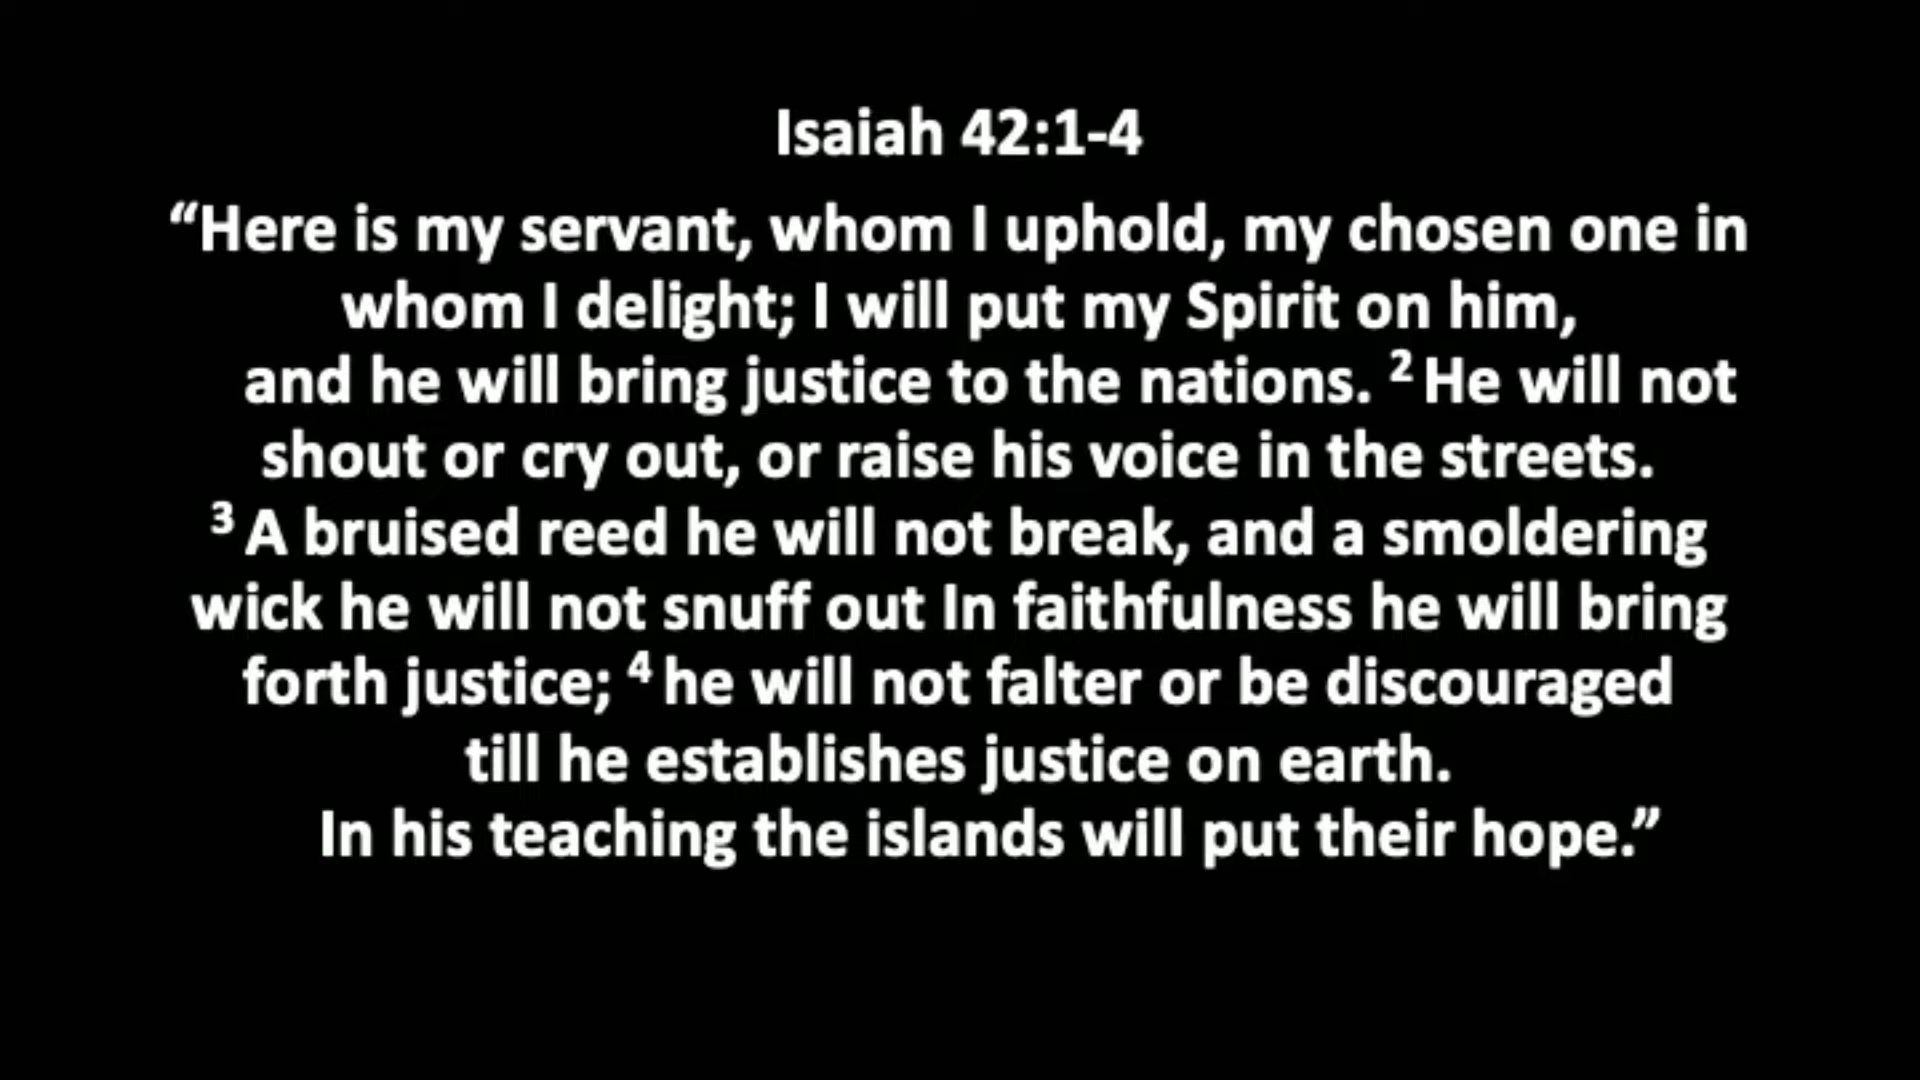 Isaiah 42:1-4
“Here is my servant, whom I uphold, my chosen one in
whom I delight; I will put my Spirit on him,
and he will bring justice to the nations. ² He will not
shout or cry out, or raise his voice in the streets.
³ A bruised reed he will not break, and a smoldering
wick he will not snuff out In faithfulness he will bring
forth justice; ⁴ he will not falter or be discouraged
till he establishes justice on earth.
In his teaching the islands will put their hope.”